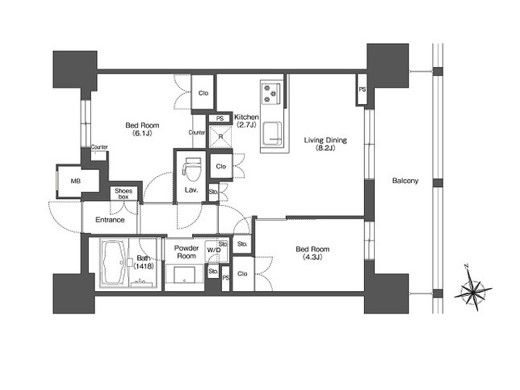 Clo
PS
Kitchen
(2.7J)
PS
Bed Room
(6.1J)
Counter
R
Living Dining
(8.2J)
Counter
Clo
MB
Shoes
box
Lav.
Sto.
Balcony
Entrance
Bath
(1418)
Powder
Room
Sto
W/D
Sto.
Sto.
PS
Clo
Bed Room
(4.3J)
N